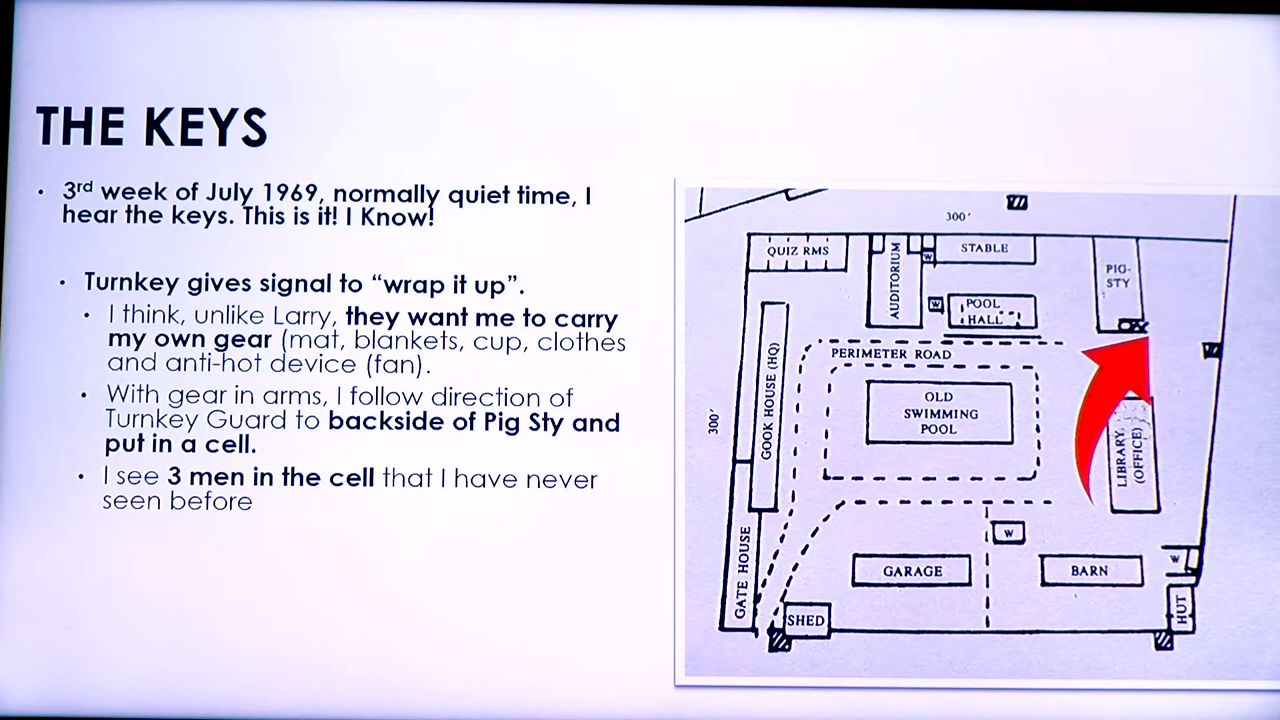 THE KEYS
• 3rd week of July 1969, normally quiet time, I
hear the keys. This is it! I Know!
• Turnkey gives signal to “wrap it up”.
• I think, unlike Larry, they want me to carry
my own gear (mat, blankets, cup, clothes
and anti-hot device (fan).
• With gear in arms, I follow direction of
Turnkey Guard to backside of Pig Sty and
put in a cell.
• I see 3 men in the cell that I have never
seen before
300'
QUIZ RMS
AUDITORIUM
W
STABLE
PIG-
STY
W
POOL
HALL
PERIMETER ROAD
OLD
SWIMMING
POOL
GOOK HOUSE (HQ)
300'
LIBRARY
(OFFICE)
GATE HOUSE
W
W
GARAGE
BARN
SHED
HUT